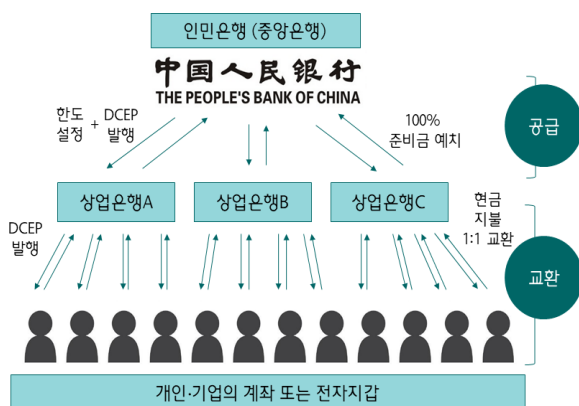 인민은행 (중앙은행)
中国人民银行
THE PEOPLE'S BANK OF CHINA
한도
설정
+
DCEP
발행
100%
준비금 예치
공급
상업은행A
상업은행B
상업은행C
DCEP
발행
현금
지불
1:1 교환
교환
개인·기업의 계좌 또는 전자지갑